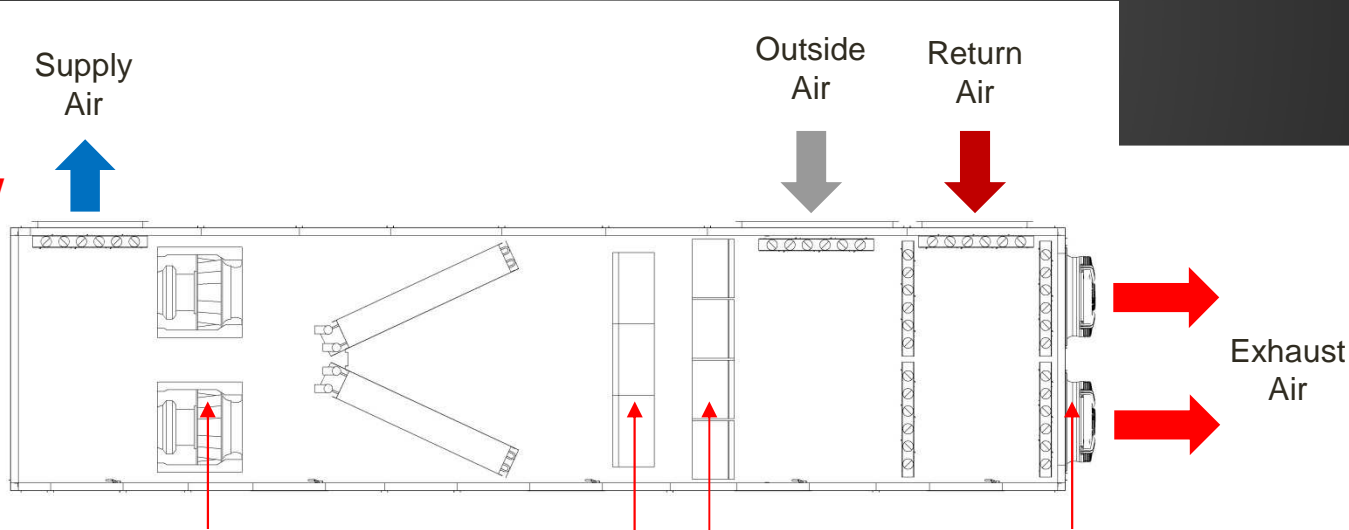 Supply
Air
Outside
Air
Return
Air
Exhaust
Air